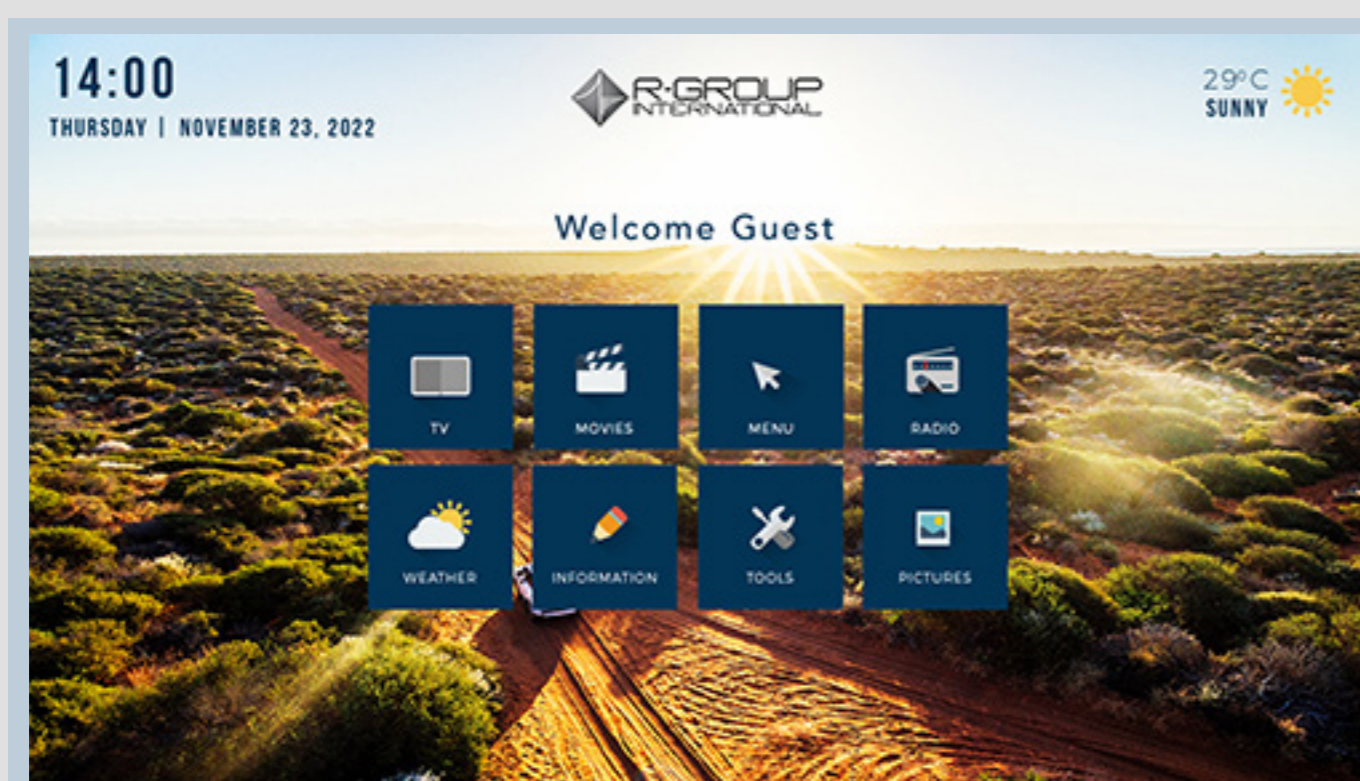 14:00
THURSDAY | NOVEMBER 23, 2022
R·GROUP
INTERNATIONAL
29°C
SUNNY
Welcome Guest
TV
MOVIES
MENU
RADIO
WEATHER
INFORMATION
TOOLS
PICTURES